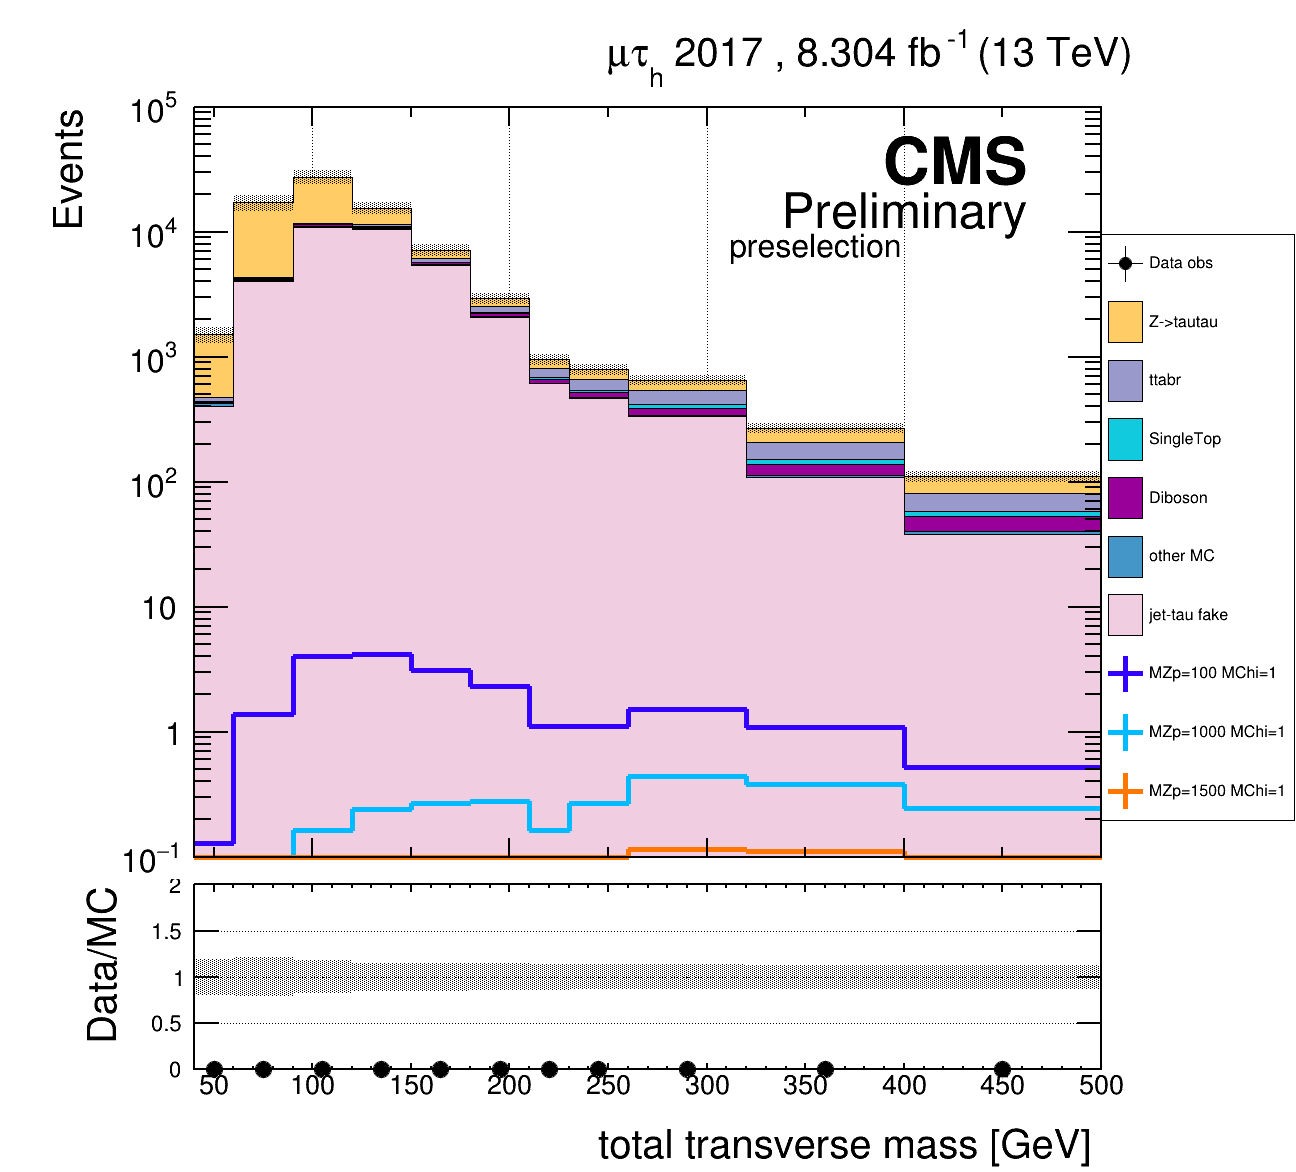 μτh 2017 , 8.304 fb-1 (13 TeV)
Events
10^5
10^4
10^3
10^2
10
1
10^−1
CMS
Preliminary
preselection
Data obs
Z->tautau
ttabr
SingleTop
Diboson
other MC
jet-tau fake
MZp=100 MChi=1
MZp=1000 MChi=1
MZp=1500 MChi=1
Data/MC
2
1.5
1
0.5
0
50 100 150 200 250 300 350 400 450 500
total transverse mass [GeV]